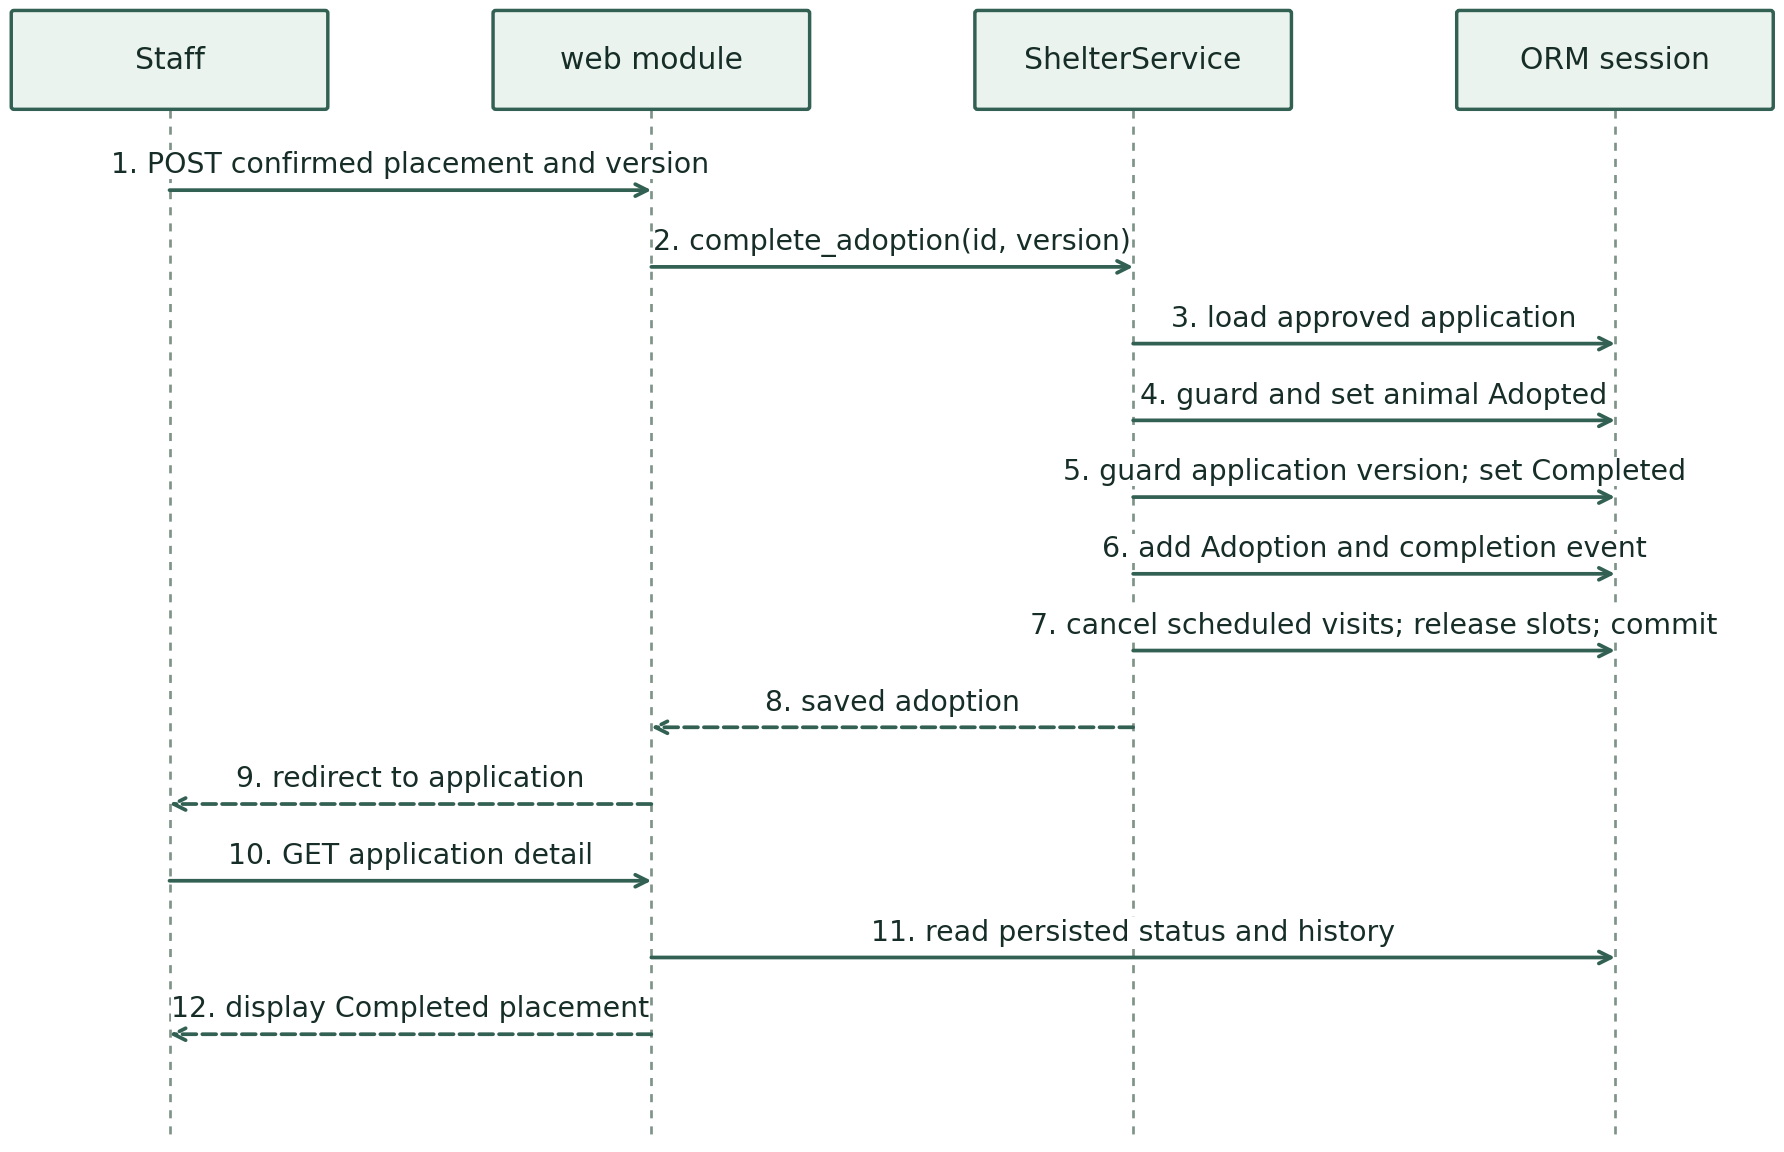 Staff
web module
ShelterService
ORM session
1. POST confirmed placement and version
2. complete_adoption(id, version)
3. load approved application
4. guard and set animal Adopted
5. guard application version; set Completed
6. add Adoption and completion event
7. cancel scheduled visits; release slots; commit
8. saved adoption
9. redirect to application
10. GET application detail
11. read persisted status and history
12. display Completed placement